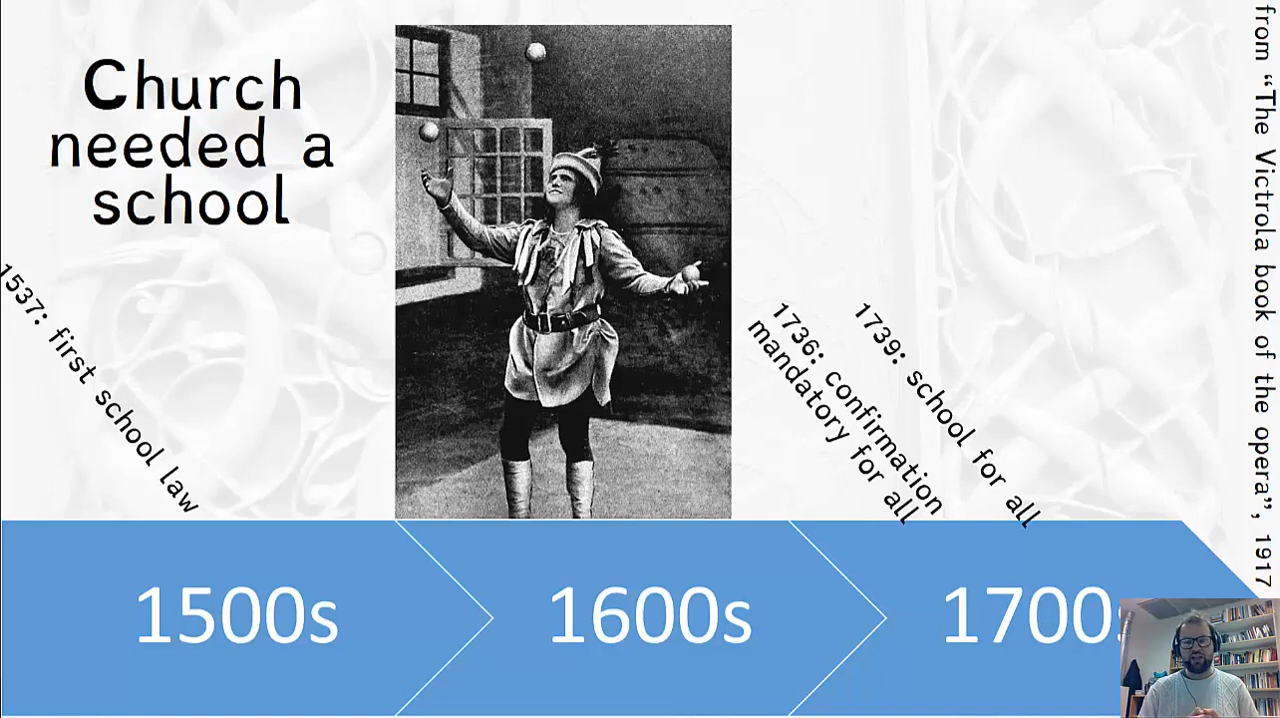 Church
needed a
school
1537: first school law
1736: confirmation
mandatory for all
1739: school for all
from “The Victrola book of the opera”, 1917
1500s
1600s
1700s